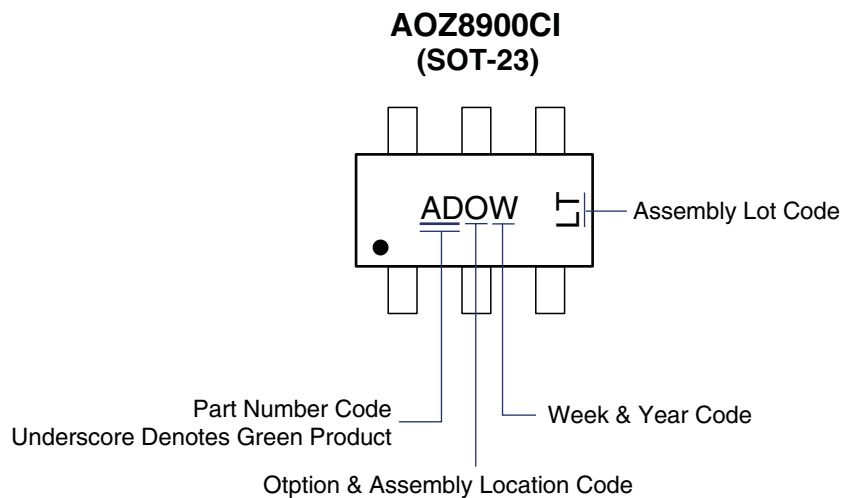 AOZ8900CI
(SOT-23)
ADOW
LT
Assembly Lot Code
Part Number Code
Underscore Denotes Green Product
Week & Year Code
Otption & Assembly Location Code